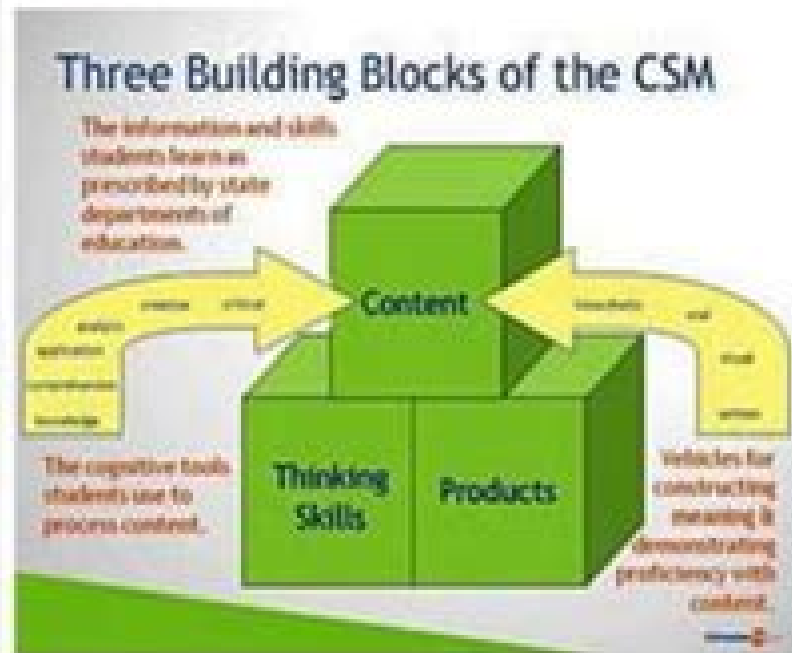 Three Building Blocks of the CSM
The information and skills
students learn as
prescribed by state
departments of
education.
Content
critical
creative
analysis
application
comprehension
knowledge
kinesthetic
oral
visual
written
Thinking
Skills
Products
The cognitive tools
students use to
process content.
Vehicles for
constructing
meaning &
demonstrating
proficiency with
content.